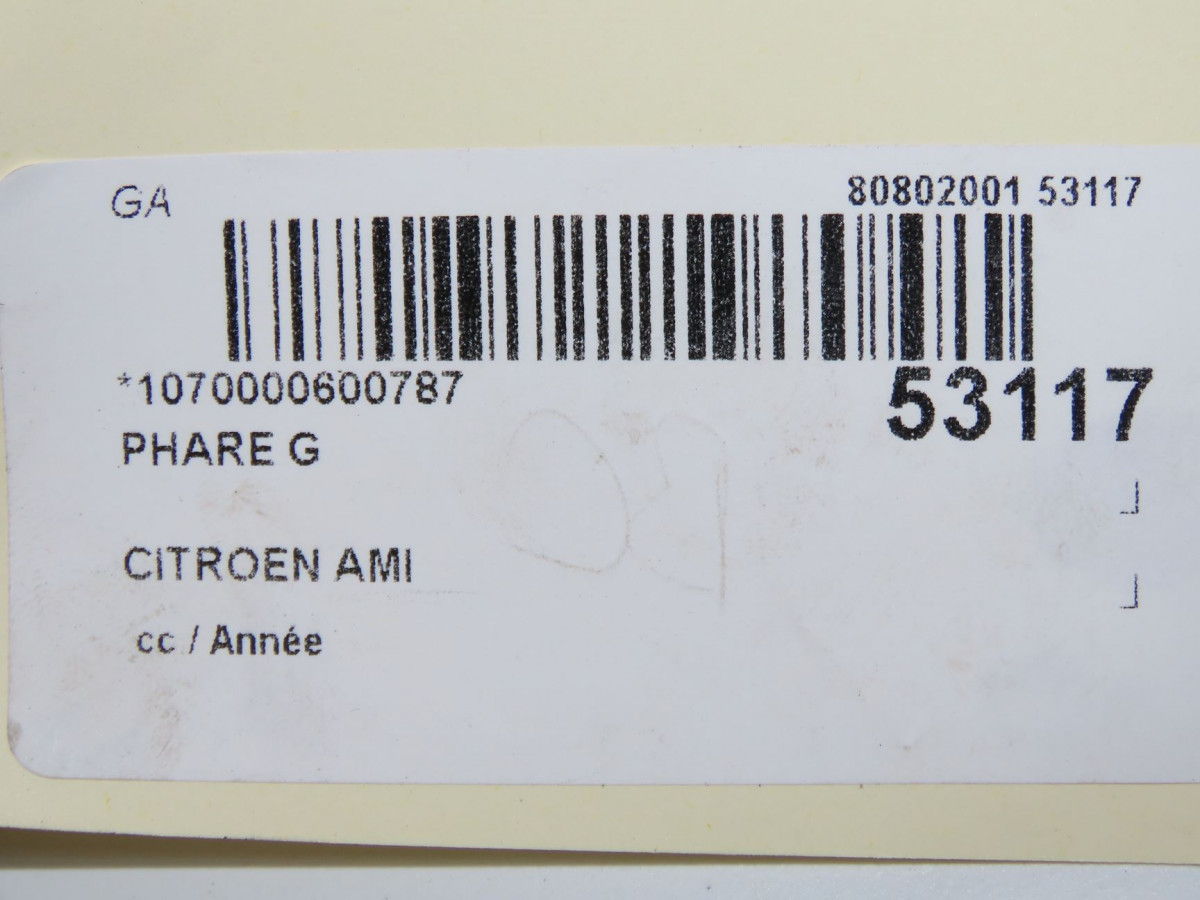 GA
80802001 53117
*1070000600787
53117
PHARE G
CITROEN AMI
cc / Année